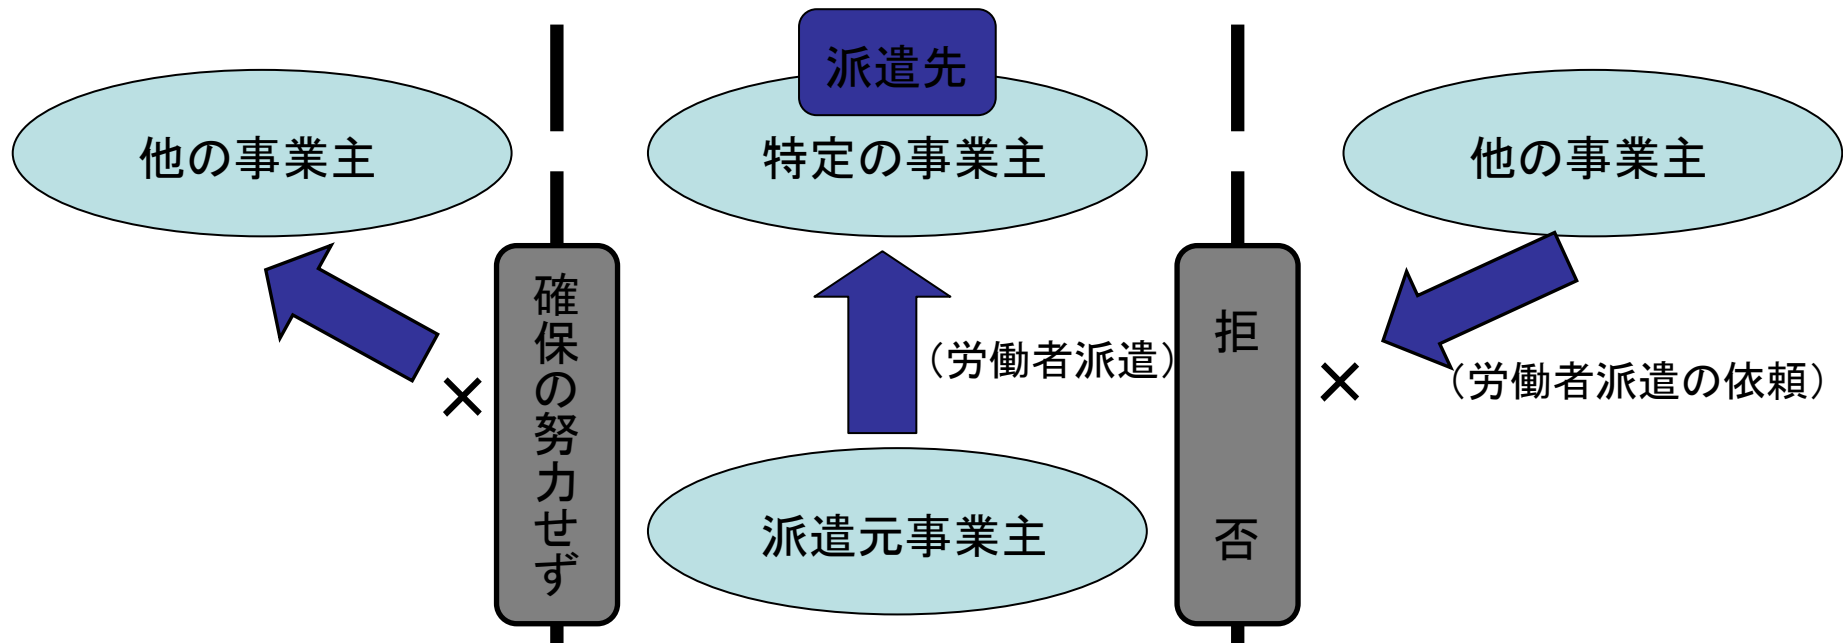 派遣先
他の事業主
特定の事業主
他の事業主
確保の努力せず
(労働者派遣)
拒否
×
×
(労働者派遣の依頼)
派遣元事業主